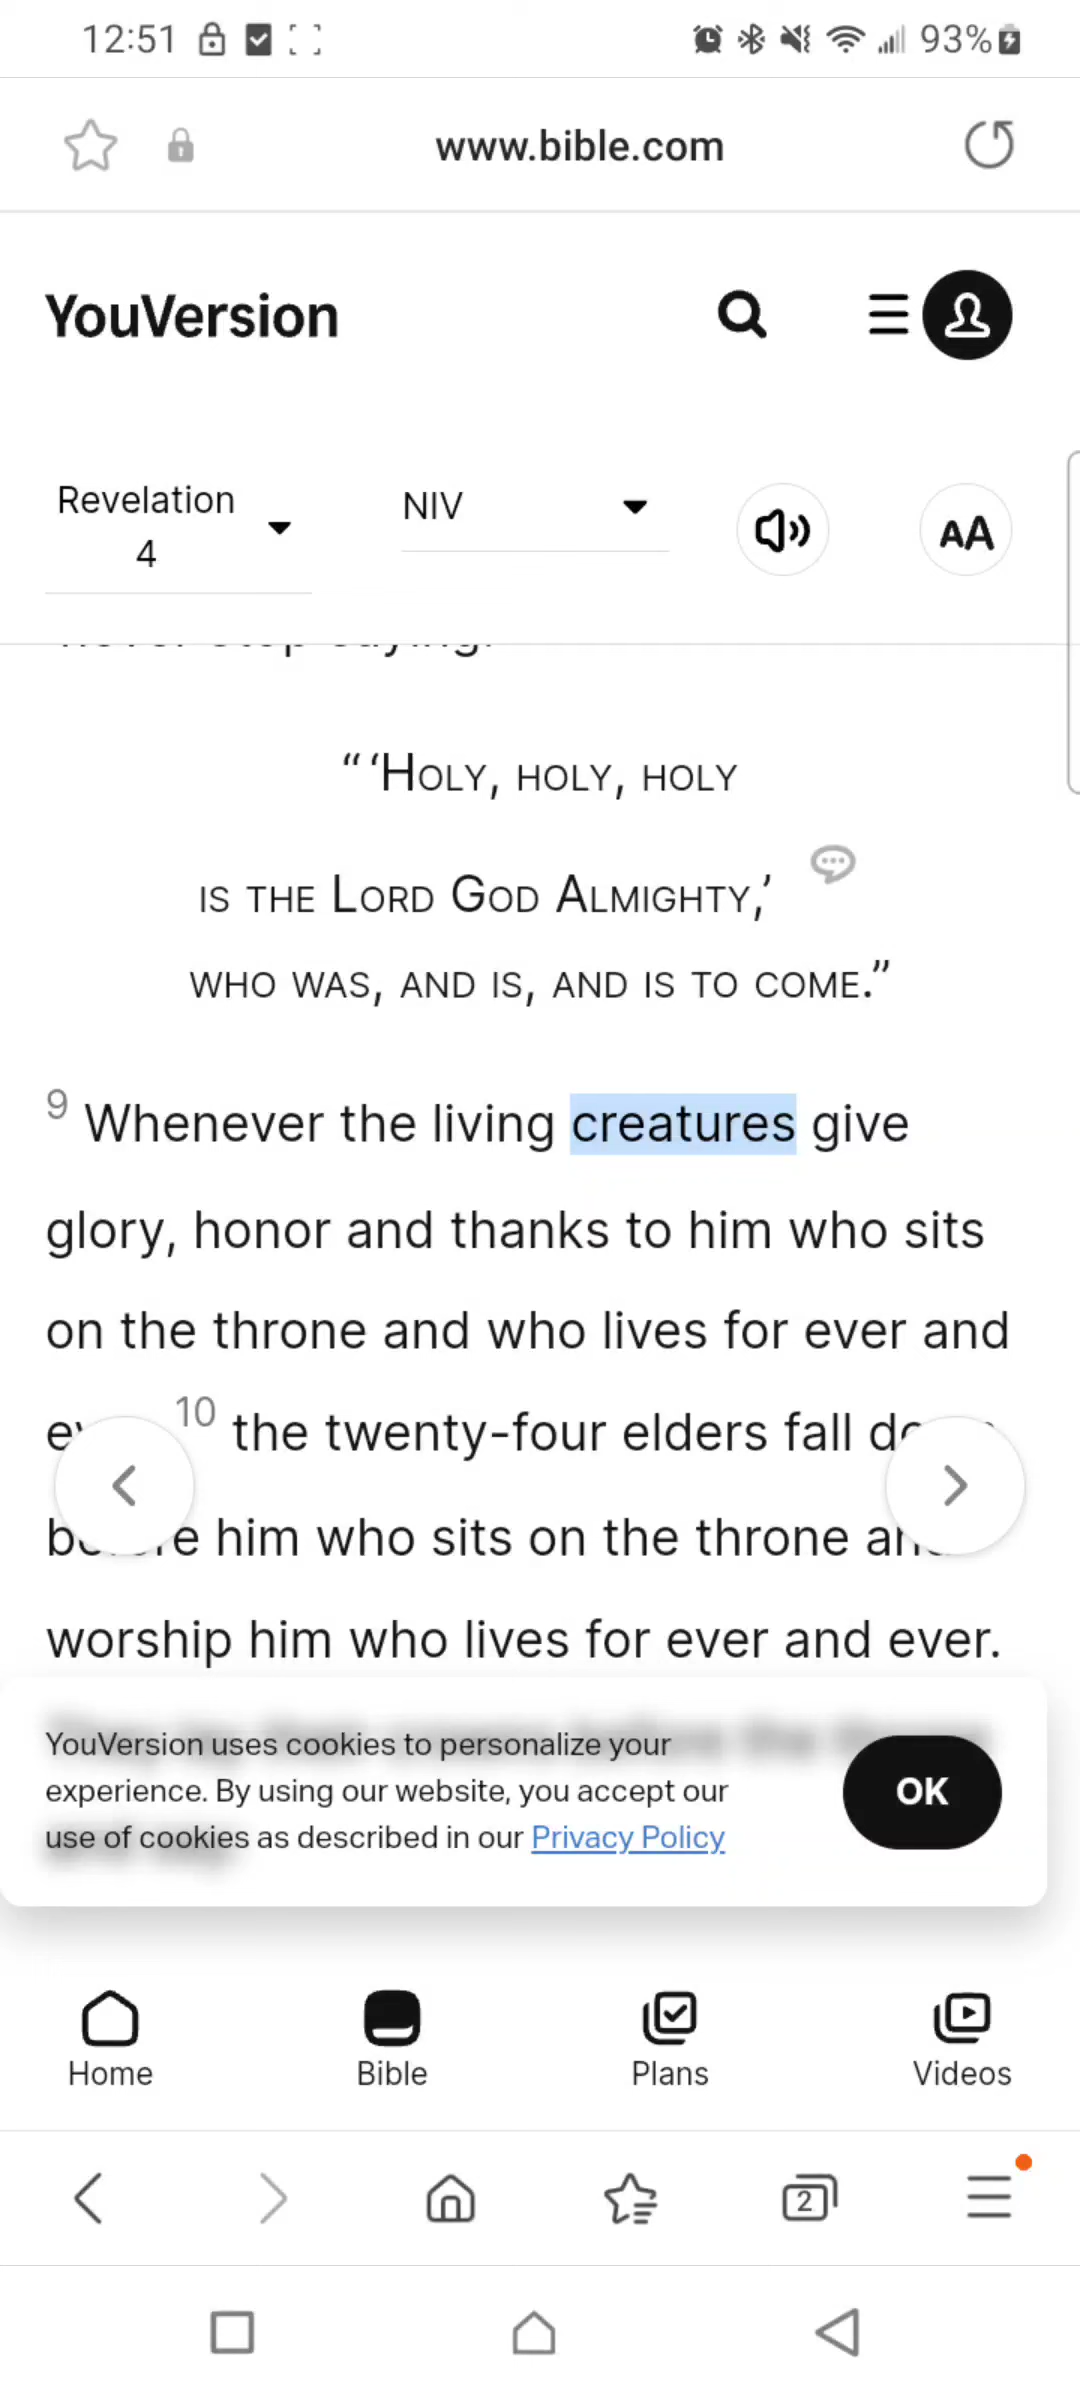 12:51 93%
www.bible.com
YouVersion
Revelation
4
NIV
AA
never stop saying:
“ ‘Holy, holy, holy
is the Lord God Almighty,’
who was, and is, and is to come.”
9 Whenever the living creatures give
glory, honor and thanks to him who sits
on the throne and who lives for ever and
10 the twenty-four elders fall
him who sits on the throne
worship him who lives for ever and ever.
YouVersion uses cookies to personalize your
experience. By using our website, you accept our
use of cookies as described in our Privacy Policy
OK
Home Bible Plans Videos
2